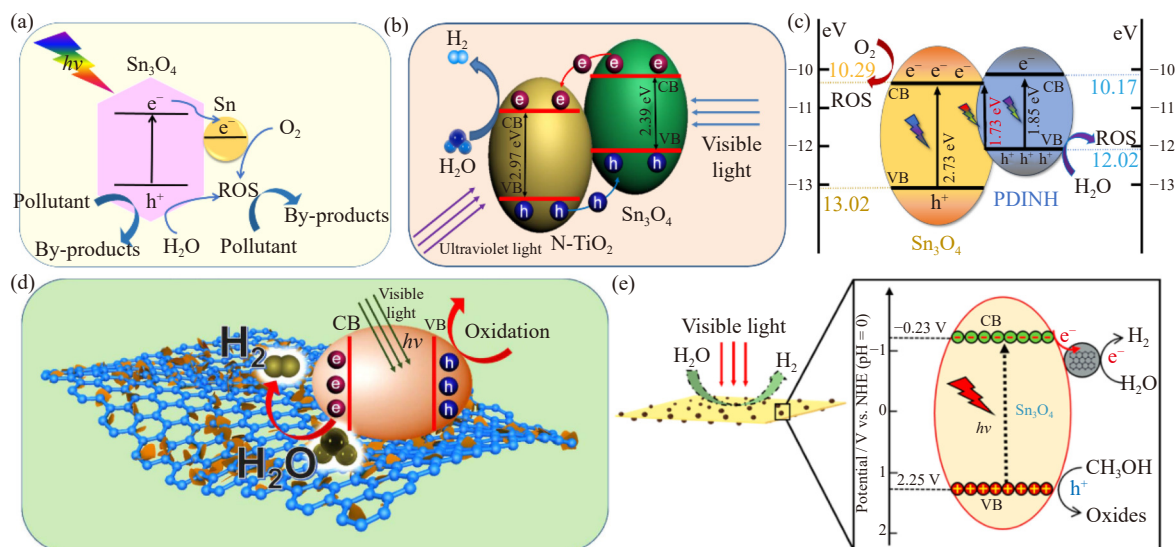 (a)
hν
Sn₃O₄
e⁻
Sn
e⁻
O₂
ROS
h⁺
Pollutant
By-products
H₂O
Pollutant
By-products
(b)
H₂
H₂O
e
e
e
e
e
CB
CB
2.97 eV
2.39 eV
VB
VB
h
h
h
h
h
Visible
light
Sn₃O₄
N-TiO₂
Ultraviolet light
(c)
eV
eV
O₂
10.29
ROS
−10
−11
−12
−13
e⁻ e⁻ e⁻
e⁻
CB
CB
−10
10.17
−11
1.73 eV
1.85 eV
2.73 eV
ROS
−12
12.02
VB
h⁺ h⁺ h⁺
H₂O
−13
VB
13.02
h⁺
PDINH
Sn₃O₄
(d)
Visible
light
hν
CB
VB
Oxidation
H₂
e
e
e
h
h
h
H₂O
(e)
Visible light
H₂O
H₂
Potential / V vs. NHE (pH = 0)
−0.23 V
−1
0
1
2
2.25 V
CB
e⁻
H₂
e⁻
H₂O
Sn₃O₄
hν
CH₃OH
h⁺
Oxides
VB